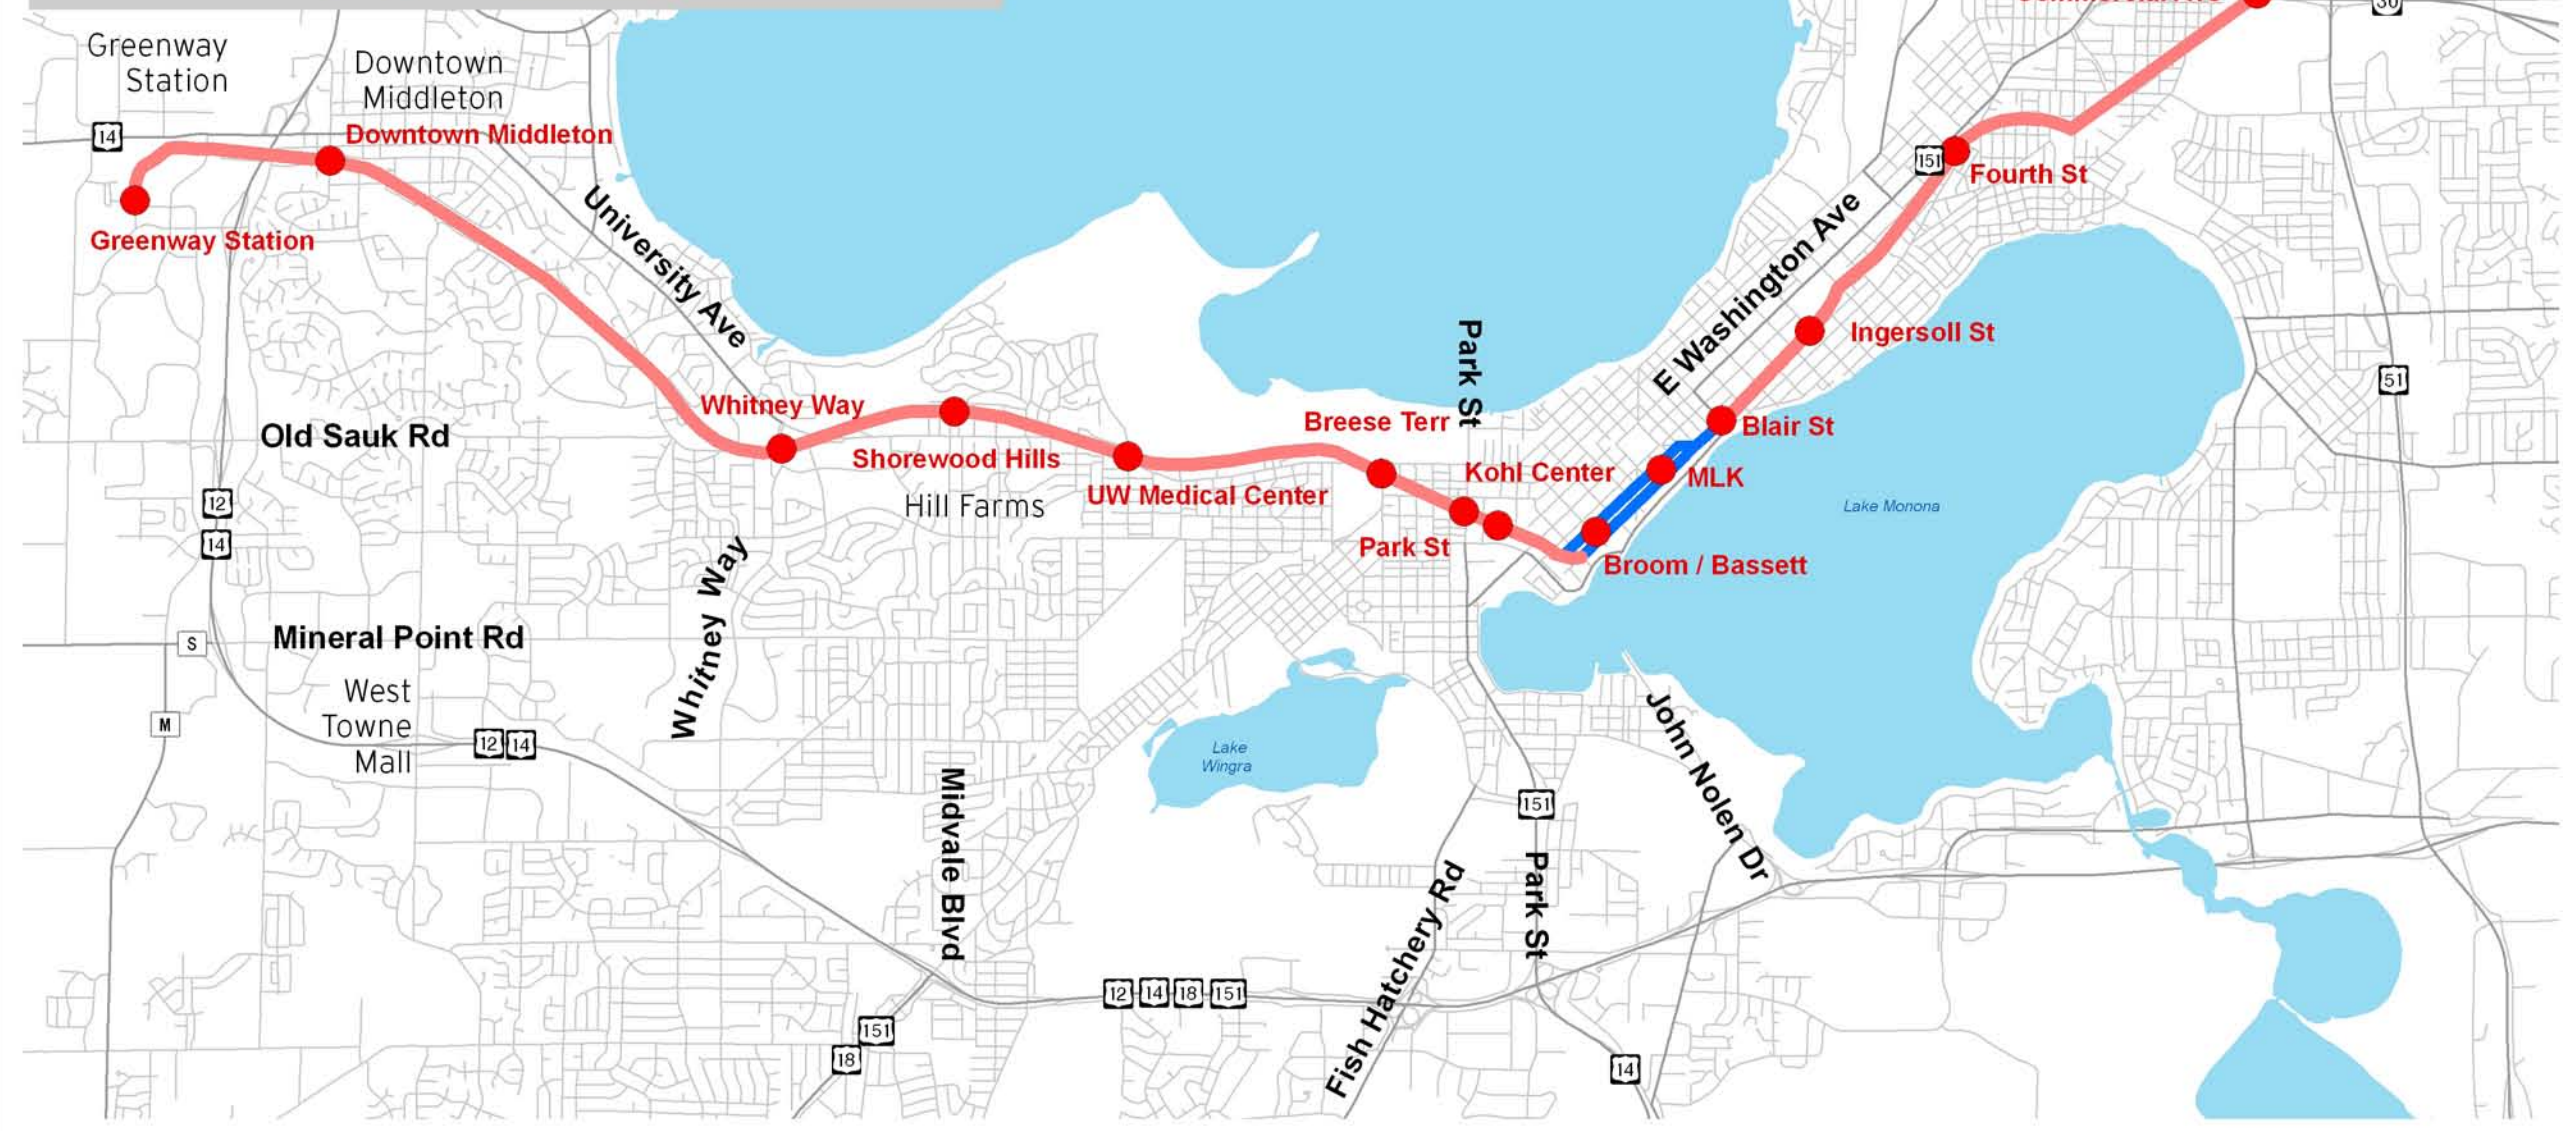 Greenway
Station
Downtown
Middleton
14
Downtown Middleton
Greenway Station
University Ave
151
Fourth St
E Washington Ave
Ingersoll St
Park St
51
Whitney Way
Breese Terr
Blair St
Old Sauk Rd
Shorewood Hills
Hill Farms
UW Medical Center
Kohl Center
MLK
Lake Monona
12
14
Park St
Broom / Bassett
Whitney Way
Mineral Point Rd
S
M
West
Towne
Mall
12 14
Lake
Wingra
John Nolen Dr
Midvale Blvd
151
Park St
Fish Hatchery Rd
12 14 18 151
151
18
14